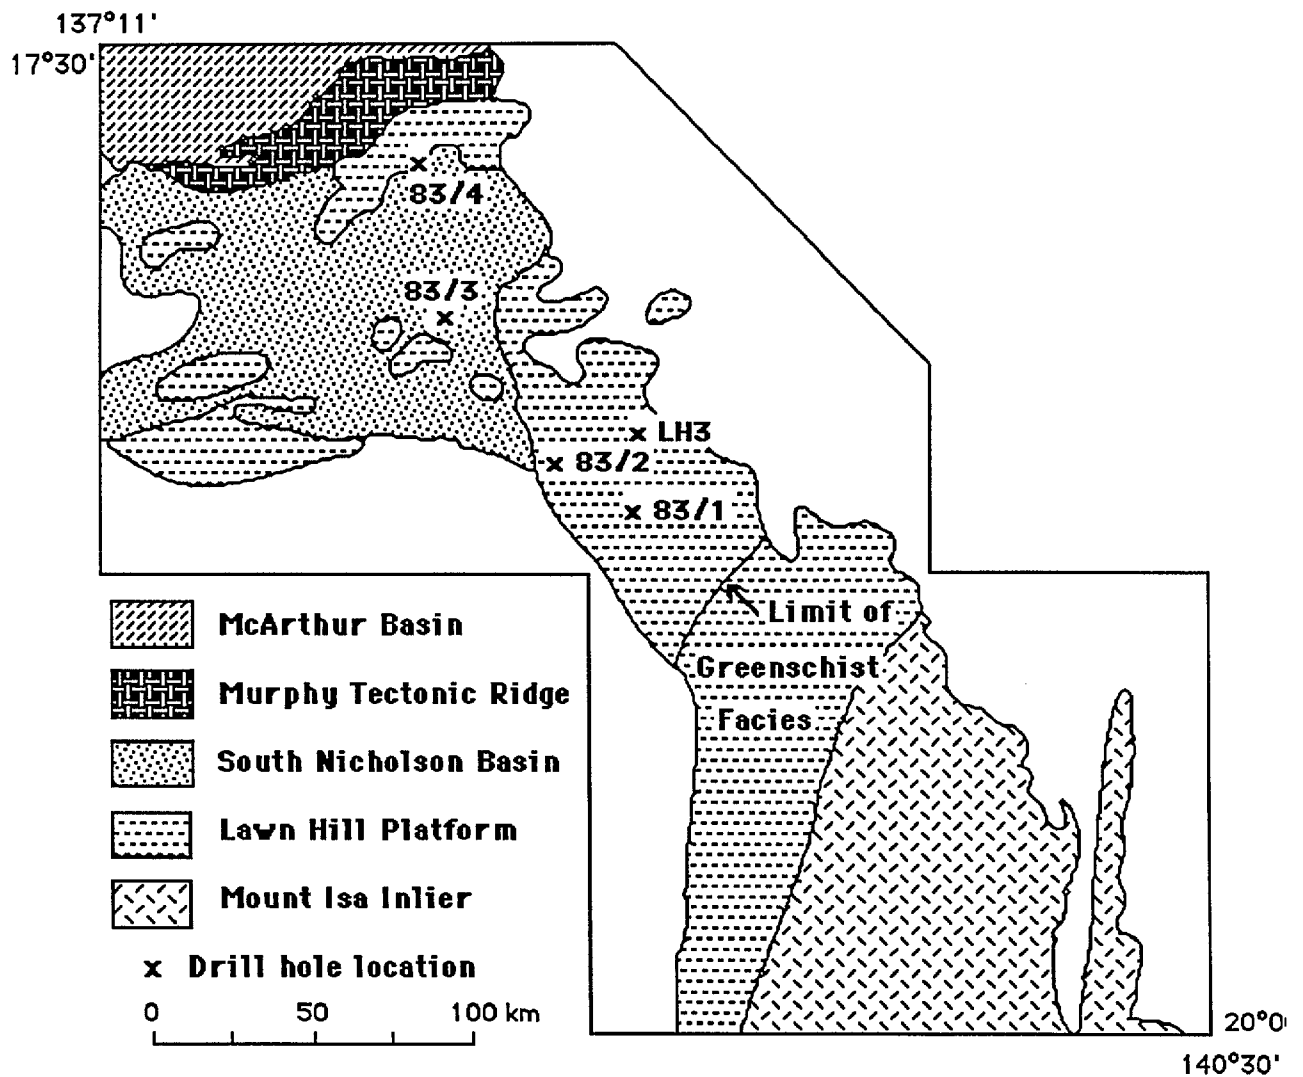 137°11'
17°30'
83/4
83/3
LH3
83/2
83/1
Limit of
Greenschist
Facies
McArthur Basin
Murphy Tectonic Ridge
South Nicholson Basin
Lawn Hill Platform
Mount Isa Inlier
x Drill hole location
0 50 100 km
20°0
140°30'